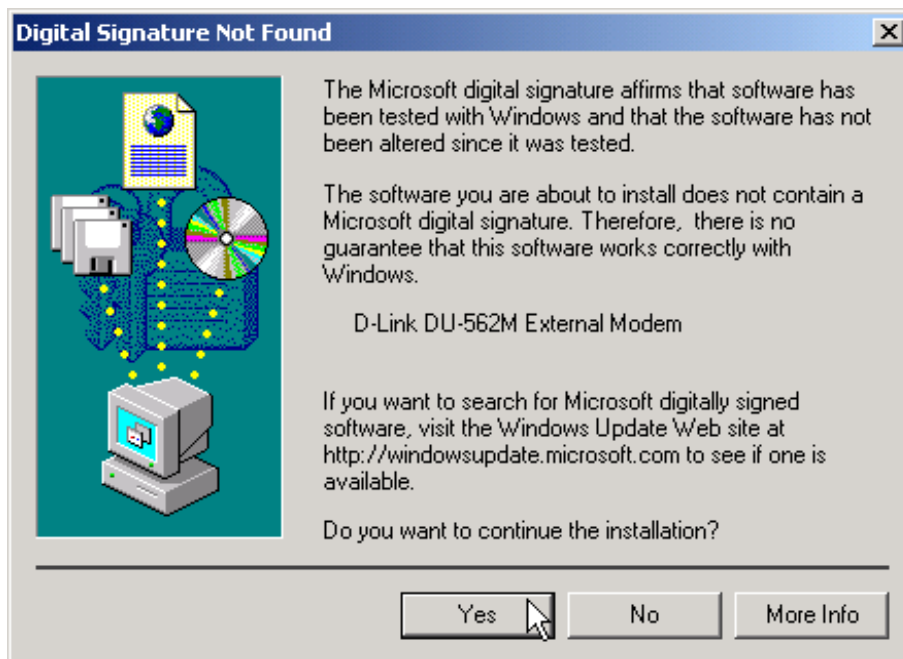 Digital Signature Not Found
The Microsoft digital signature affirms that software has
been tested with Windows and that the software has not
been altered since it was tested.
The software you are about to install does not contain a
Microsoft digital signature. Therefore, there is no
guarantee that this software works correctly with
Windows.
D-Link DU-562M External Modem
If you want to search for Microsoft digitally signed
software, visit the Windows Update Web site at
http://windowsupdate.microsoft.com to see if one is
available.
Do you want to continue the installation?
Yes
No
More Info